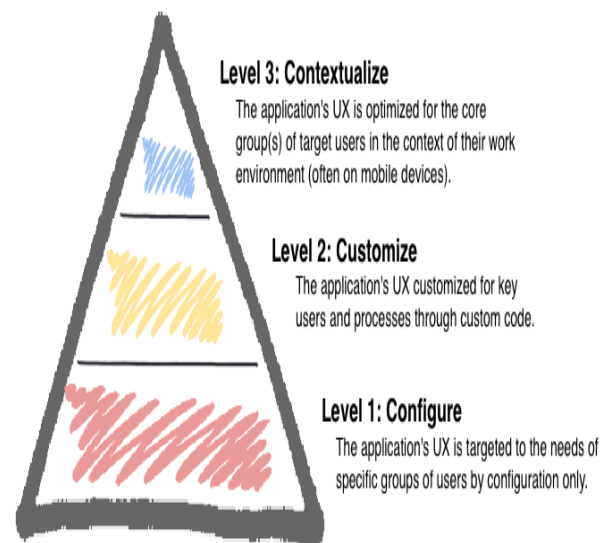 Level 3: Contextualize
The application's UX is optimized for the core
group(s) of target users in the context of their work
environment (often on mobile devices).
Level 2: Customize
The application's UX customized for key
users and processes through custom code.
Level 1: Configure
The application's UX is targeted to the needs of
specific groups of users by configuration only.